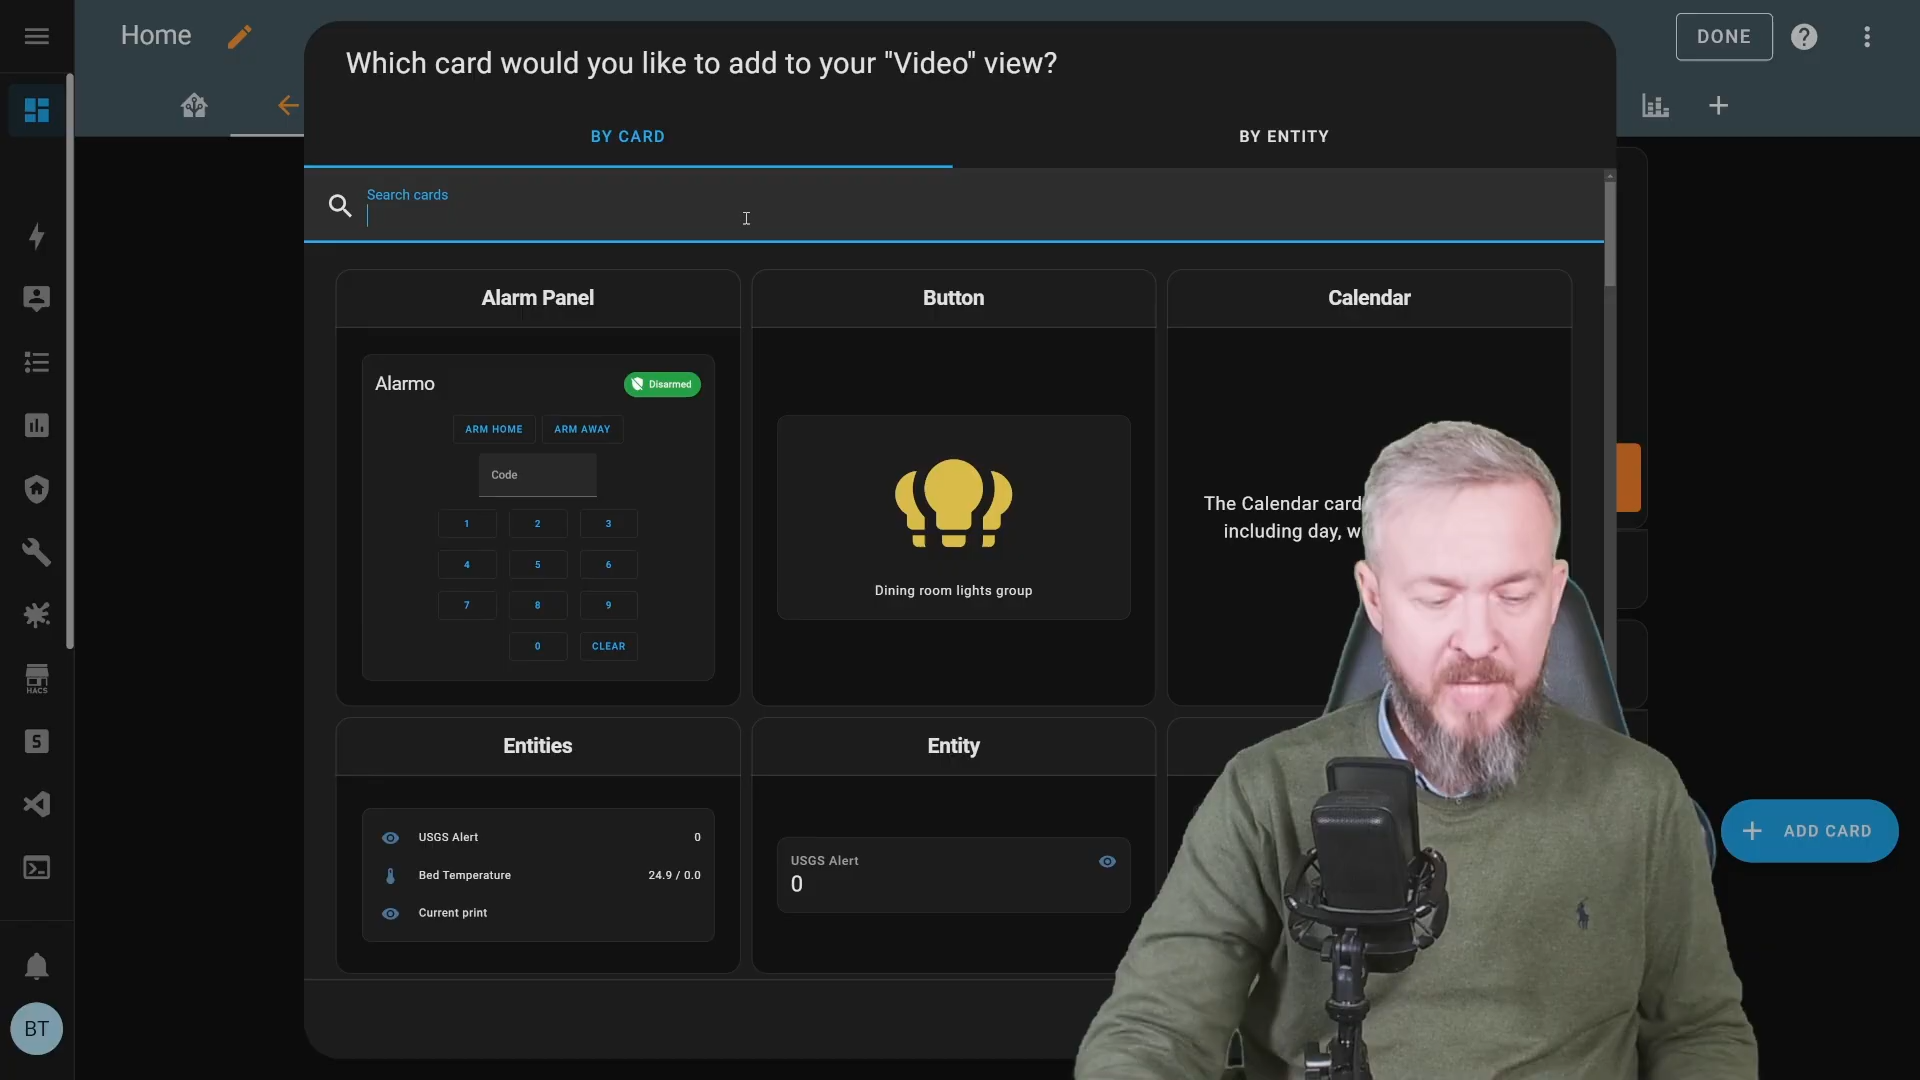 Home
Which card would you like to add to your "Video" view?
DONE
BY CARD
BY ENTITY
Search cards
Alarm Panel
Button
Calendar
Alarmo
Disarmed
ARM HOME
ARM AWAY
Code
1
2
3
4
5
6
7
8
9
0
CLEAR
Dining room lights group
The Calendar card
including day, w
Entities
Entity
USGS Alert
0
Bed Temperature
24.9 / 0.0
Current print
USGS Alert
0
ADD CARD
HACS
S
BT